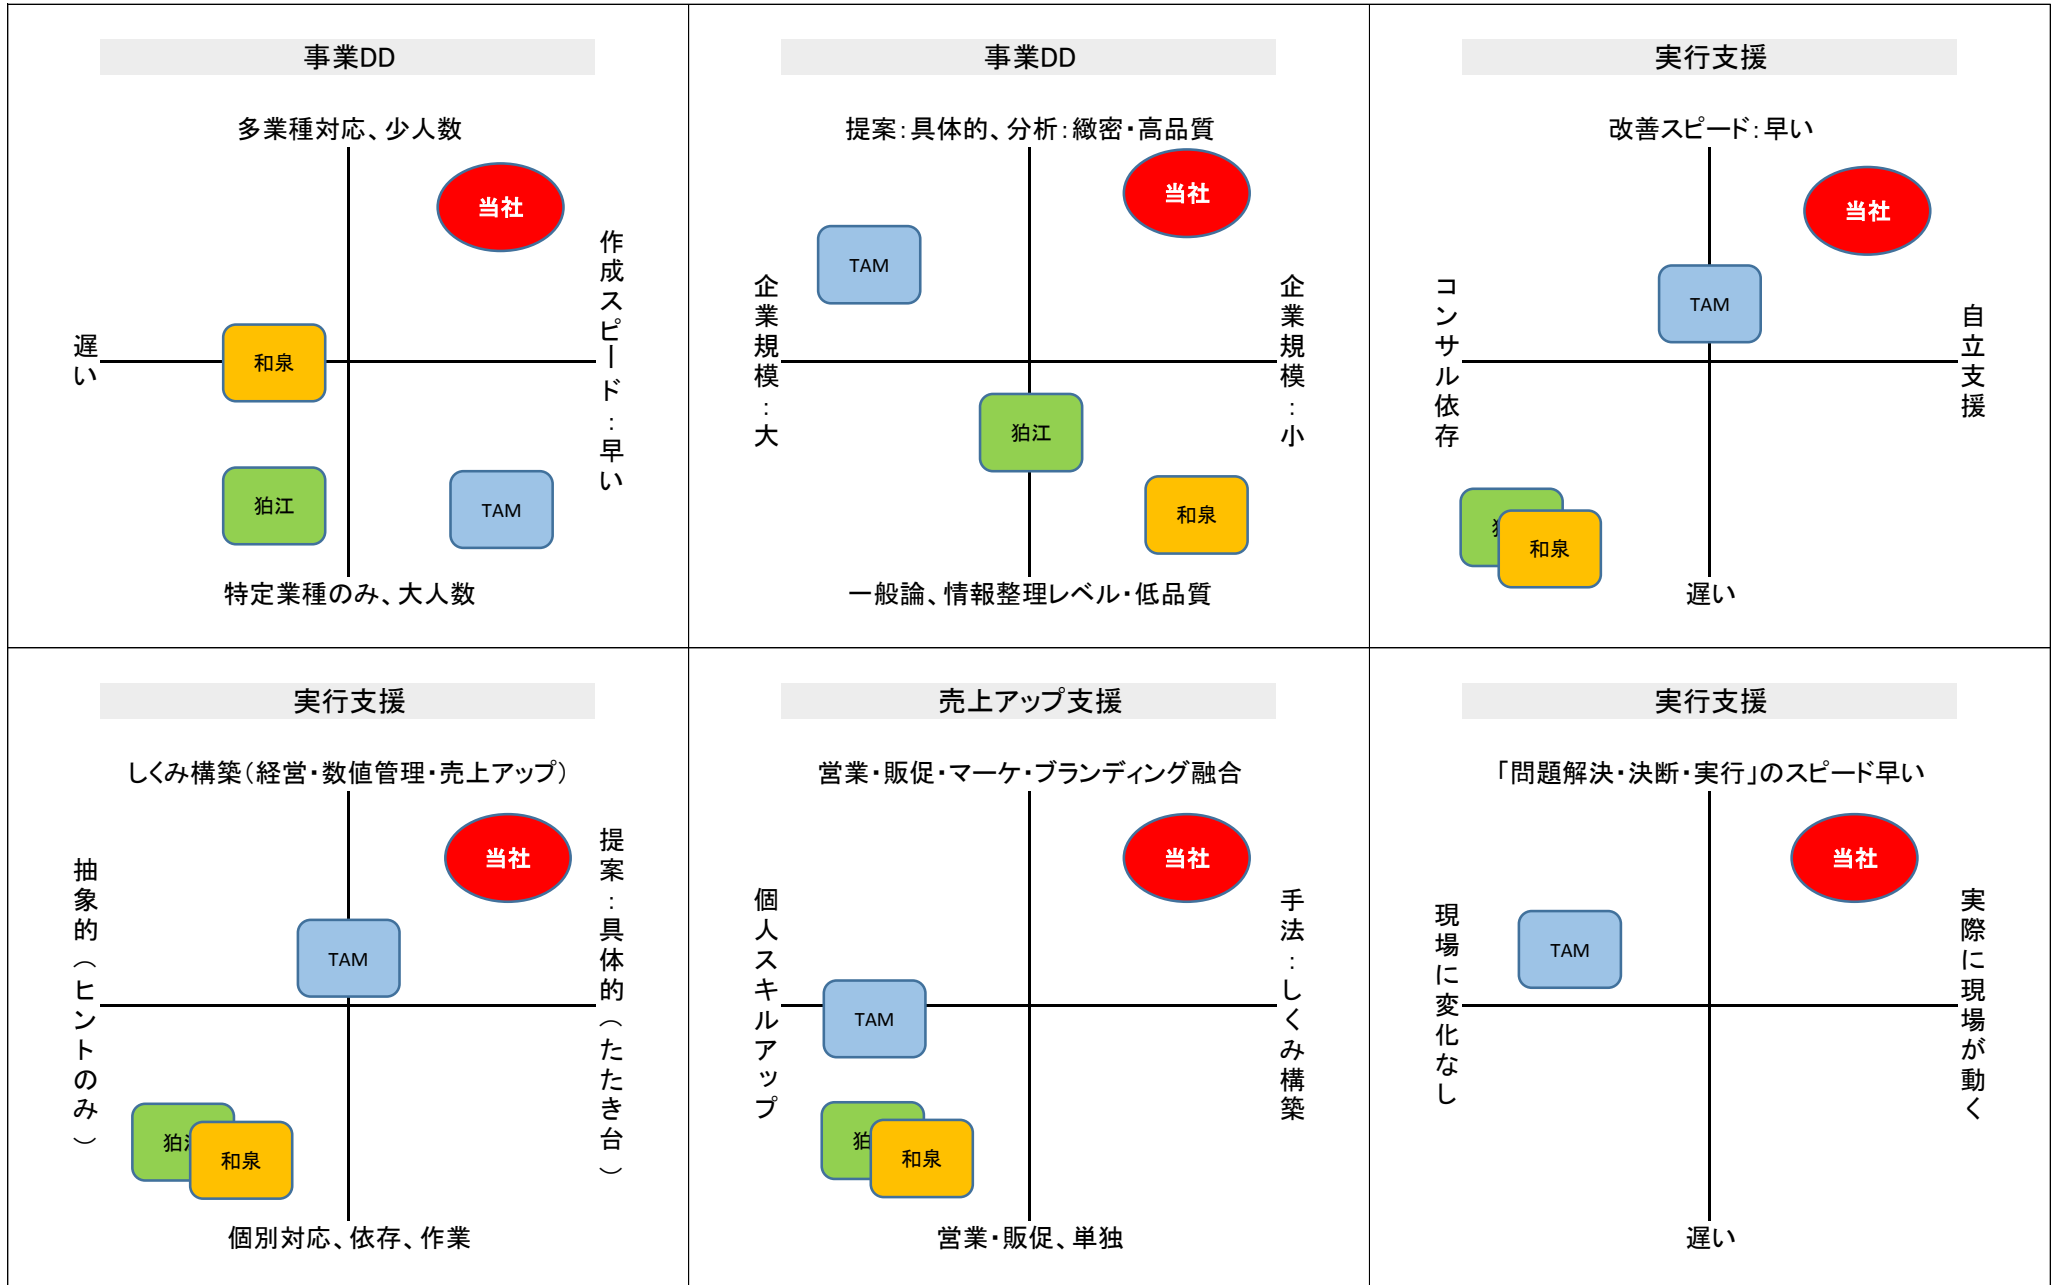 事業DD
多業種対応、少人数
当社
作成スピード：早い
遅い
和泉
狛江
TAM
特定業種のみ、大人数
事業DD
提案：具体的、分析：緻密・高品質
当社
TAM
企業規模：大
企業規模：小
狛江
和泉
一般論、情報整理レベル・低品質
実行支援
改善スピード：早い
当社
TAM
コンサル依存
自立支援
和泉
遅い
実行支援
しくみ構築（経営・数値管理・売上アップ）
当社
提案：具体的（たたき台）
抽象的（ヒントのみ）
TAM
狛江
和泉
個別対応、依存、作業
売上アップ支援
営業・販促・マーケ・ブランディング融合
当社
個人スキルアップ
手法：しくみ構築
TAM
狛
和泉
営業・販促、単独
実行支援
「問題解決・決断・実行」のスピード早い
当社
現場に変化なし
実際に現場が動く
TAM
遅い